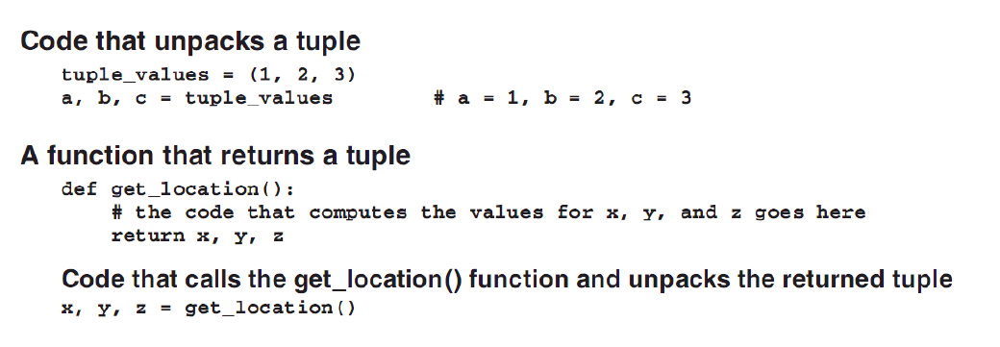 Code that unpacks a tuple
tuple_values = (1, 2, 3)
a, b, c = tuple_values # a = 1, b = 2, c = 3
A function that returns a tuple
def get_location():
# the code that computes the values for x, y, and z goes here
return x, y, z
Code that calls the get_location() function and unpacks the returned tuple
x, y, z = get_location()